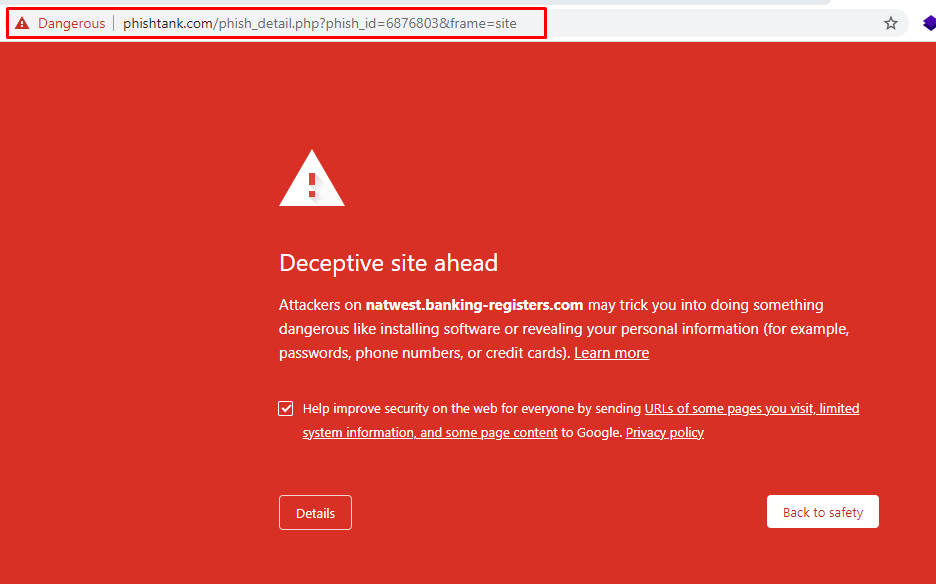 Dangerous | phishtank.com/phish_detail.php?phish_id=6876803&frame=site
Deceptive site ahead
Attackers on natwest.banking-registers.com may trick you into doing something
dangerous like installing software or revealing your personal information (for example,
passwords, phone numbers, or credit cards). Learn more
Help improve security on the web for everyone by sending URLs of some pages you visit, limited
system information, and some page content to Google. Privacy policy
Details
Back to safety